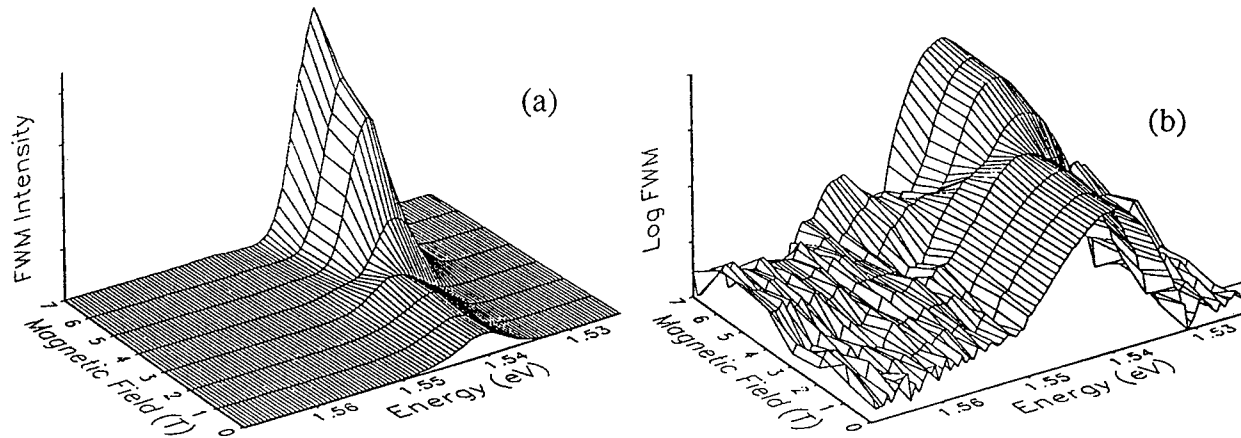 (a)
FWM Intensity
7 6 5 4 3 2 1 0
Magnetic Field (T)
1.56 1.55 1.54 1.53
Energy (eV)
(b)
Log FWM
7 6 5 4 3 2 1 0
Magnetic Field (T)
1.56 1.55 1.54 1.53
Energy (eV)